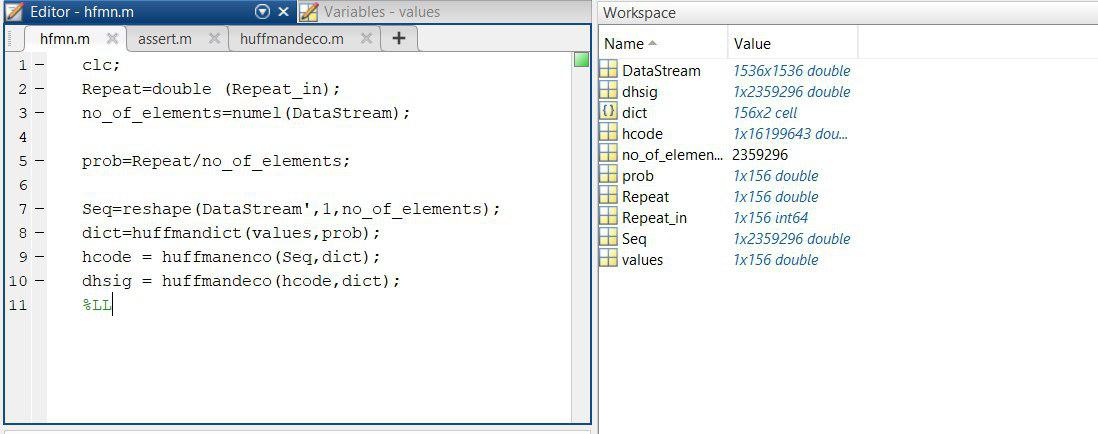 Editor - hfmn.m
Variables - values
hfmn.m
assert.m
huffmandeco.m
1 clc;
2 Repeat=double (Repeat_in);
3 no_of_elements=numel(DataStream);
4
5 prob=Repeat/no_of_elements;
6
7 Seq=reshape(DataStream',1,no_of_elements);
8 dict=huffmandict(values,prob);
9 hcode = huffmanenco(Seq,dict);
10 dhsig = huffmandeco(hcode,dict);
11 %LL
Workspace
Name Value
DataStream 1536x1536 double
dhsig 1x2359296 double
dict 156x2 cell
hcode 1x16199643 dou...
no_of_elemen... 2359296
prob 1x156 double
Repeat 1x156 double
Repeat_in 1x156 int64
Seq 1x2359296 double
values 1x156 double